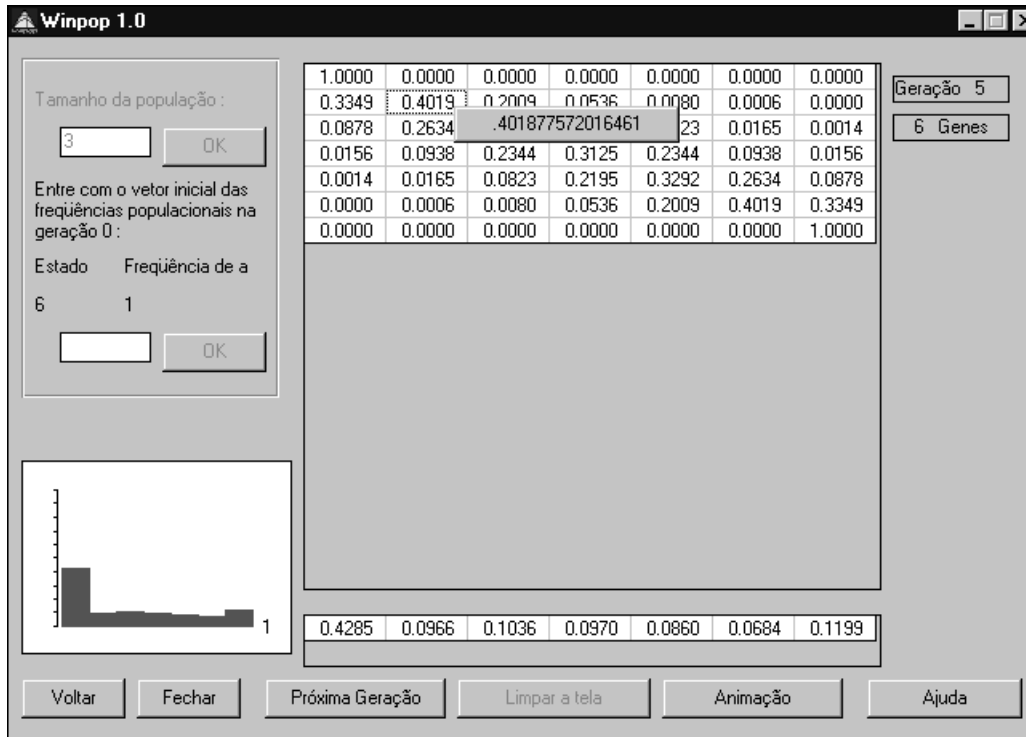 Winpop 1.0
Tamanho da população :
3
OK
Entre com o vetor inicial das
freqüências populacionais na
geração 0 :
Estado Freqüência de a
6 1
OK
1.0000 0.0000 0.0000 0.0000 0.0000 0.0000 0.0000
0.3349 0.4019 0.2009 0.0536 0.0080 0.0006 0.0000
.401877572016461
0.0878 0.2634 23 0.0165 0.0014
0.0156 0.0938 0.2344 0.3125 0.2344 0.0938 0.0156
0.0014 0.0165 0.0823 0.2195 0.3292 0.2634 0.0878
0.0000 0.0006 0.0080 0.0536 0.2009 0.4019 0.3349
0.0000 0.0000 0.0000 0.0000 0.0000 0.0000 1.0000
Geração 5
6 Genes
1
0.4285 0.0966 0.1036 0.0970 0.0860 0.0684 0.1199
Voltar Fechar Próxima Geração Limpar a tela Animação Ajuda